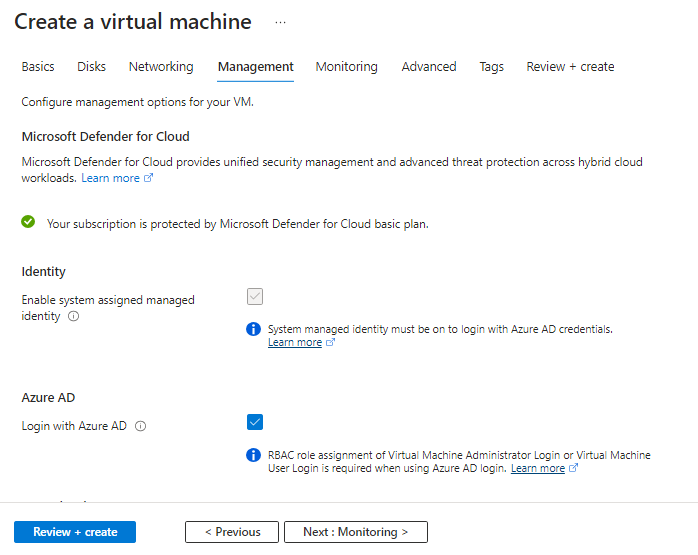 Create a virtual machine ...
Basics Disks Networking Management Monitoring Advanced Tags Review + create
Configure management options for your VM.
Microsoft Defender for Cloud
Microsoft Defender for Cloud provides unified security management and advanced threat protection across hybrid cloud
workloads. Learn more
Your subscription is protected by Microsoft Defender for Cloud basic plan.
Identity
Enable system assigned managed
identity
System managed identity must be on to login with Azure AD credentials.
Learn more
Azure AD
Login with Azure AD
RBAC role assignment of Virtual Machine Administrator Login or Virtual Machine
User Login is required when using Azure AD login. Learn more
Review + create < Previous Next : Monitoring >